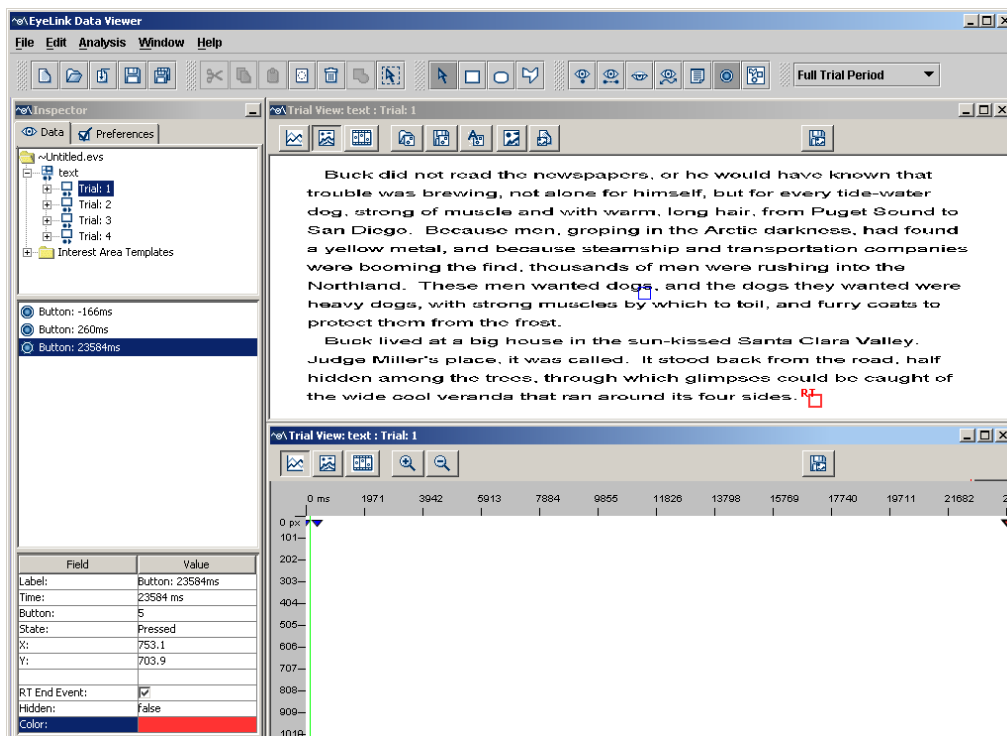 EyeLink Data Viewer
File Edit Analysis Window Help
Full Trial Period
Inspector
Data Preferences
~Untitled.evs
text
Trial: 1
Trial: 2
Trial: 3
Trial: 4
Interest Area Templates
Button: -166ms
Button: 260ms
Button: 23584ms
Field Value
Label: Button: 23584ms
Time: 23584 ms
Button: 5
State: Pressed
X: 753.1
Y: 703.9
RT End Event:
Hidden: false
Color:
Trial View: text : Trial: 1
Buck did not read the newspapers, or he would have known that
trouble was brewing, not alone for himself, but for every tide-water
dog, strong of muscle and with warm, long hair, from Puget Sound to
San Diego. Because men, groping in the Arctic darkness, had found
a yellow metal, and because steamship and transportation companies
were booming the find, thousands of men were rushing into the
Northland. These men wanted dogs, and the dogs they wanted were
heavy dogs, with strong muscles by which to toil, and furry coats to
protect them from the frost.
Buck lived at a big house in the sun-kissed Santa Clara Valley.
Judge Miller's place, it was called. It stood back from the road, half
hidden among the trees, through which glimpses could be caught of
the wide cool veranda that ran around its four sides. RT
Trial View: text : Trial: 1
0 ms 1971 3942 5913 7884 9855 11826 13798 15769 17740 19711 21682
0 px
101
202
303
404
505
606
707
808
909
1010